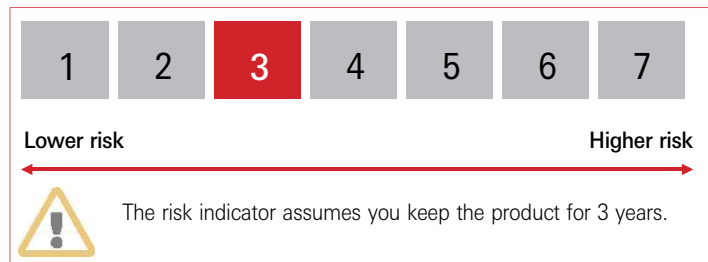 1 2 3 4 5 6 7
Lower risk Higher risk
The risk indicator assumes you keep the product for 3 years.